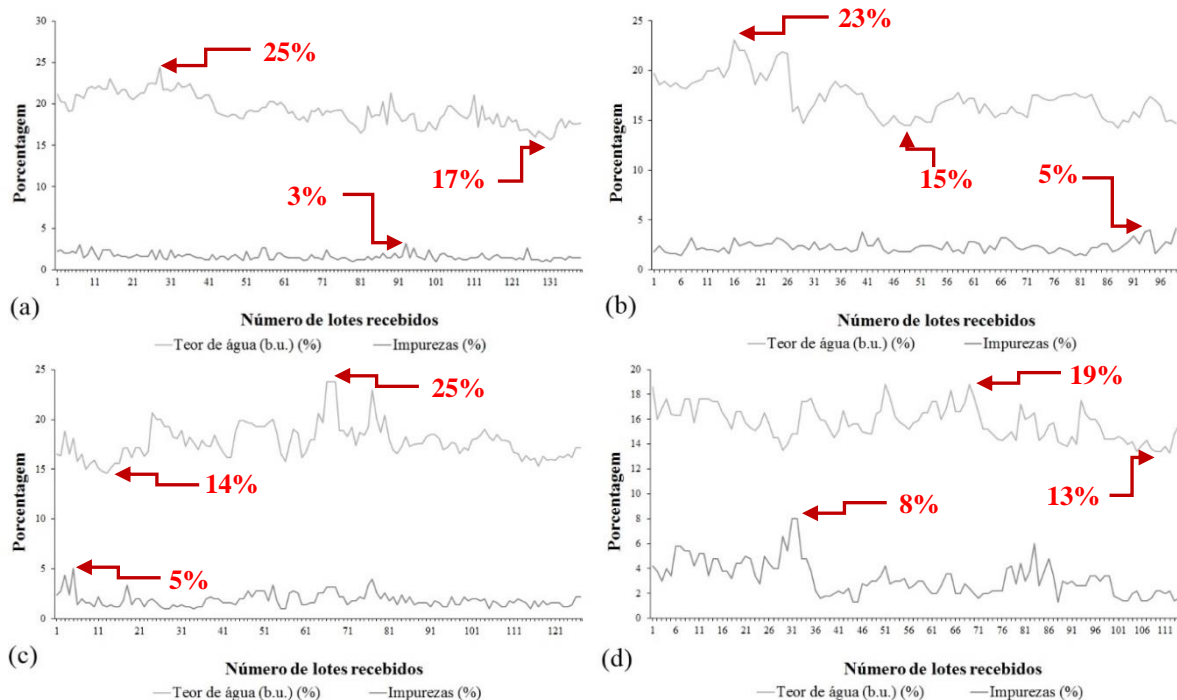 30
25
20
15
10
5
0
Porcentagem
25%
3%
17%
1 11 21 31 41 51 61 71 81 91 101 111 121 131
(a)
Número de lotes recebidos
Teor de água (b.u.) (%) Impurezas (%)
25
20
15
10
5
0
Porcentagem
23%
15%
5%
1 6 11 16 21 26 31 36 41 46 51 56 61 66 71 76 81 86 91 96
(b)
Número de lotes recebidos
Teor de água (b.u.) (%) Impurezas (%)
25
20
15
10
5
0
Porcentagem
25%
14%
5%
1 11 21 31 41 51 61 71 81 91 101 111 121
(c)
Número de lotes recebidos
Teor de água (b.u.) (%) Impurezas (%)
20
18
16
14
12
10
8
6
4
2
0
Porcentagem
19%
13%
8%
1 6 11 16 21 26 31 36 41 46 51 56 61 66 71 76 81 86 91 96 101 106 111
(d)
Número de lotes recebidos
Teor de água (b.u.) (%) Impurezas (%)